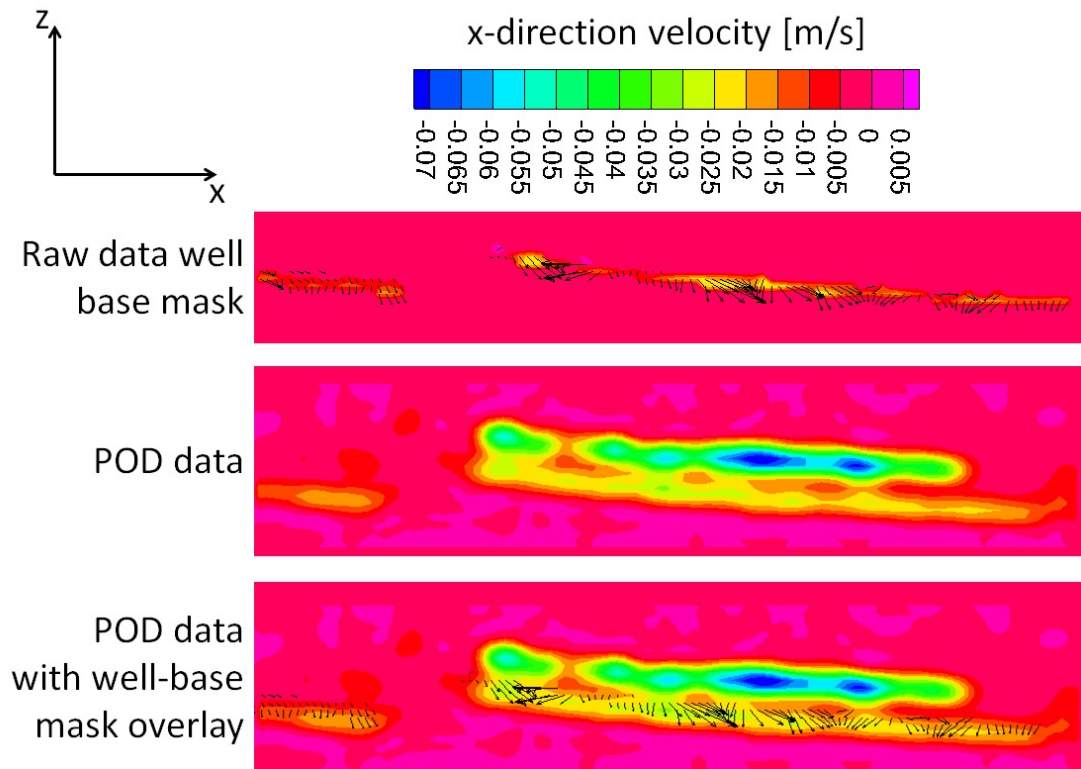 z
x
x-direction velocity [m/s]
-0.07
-0.065
-0.06
-0.055
-0.05
-0.045
-0.04
-0.035
-0.03
-0.025
-0.02
-0.015
-0.01
-0.005
0
0.005
Raw data well
base mask
POD data
POD data
with well-base
mask overlay